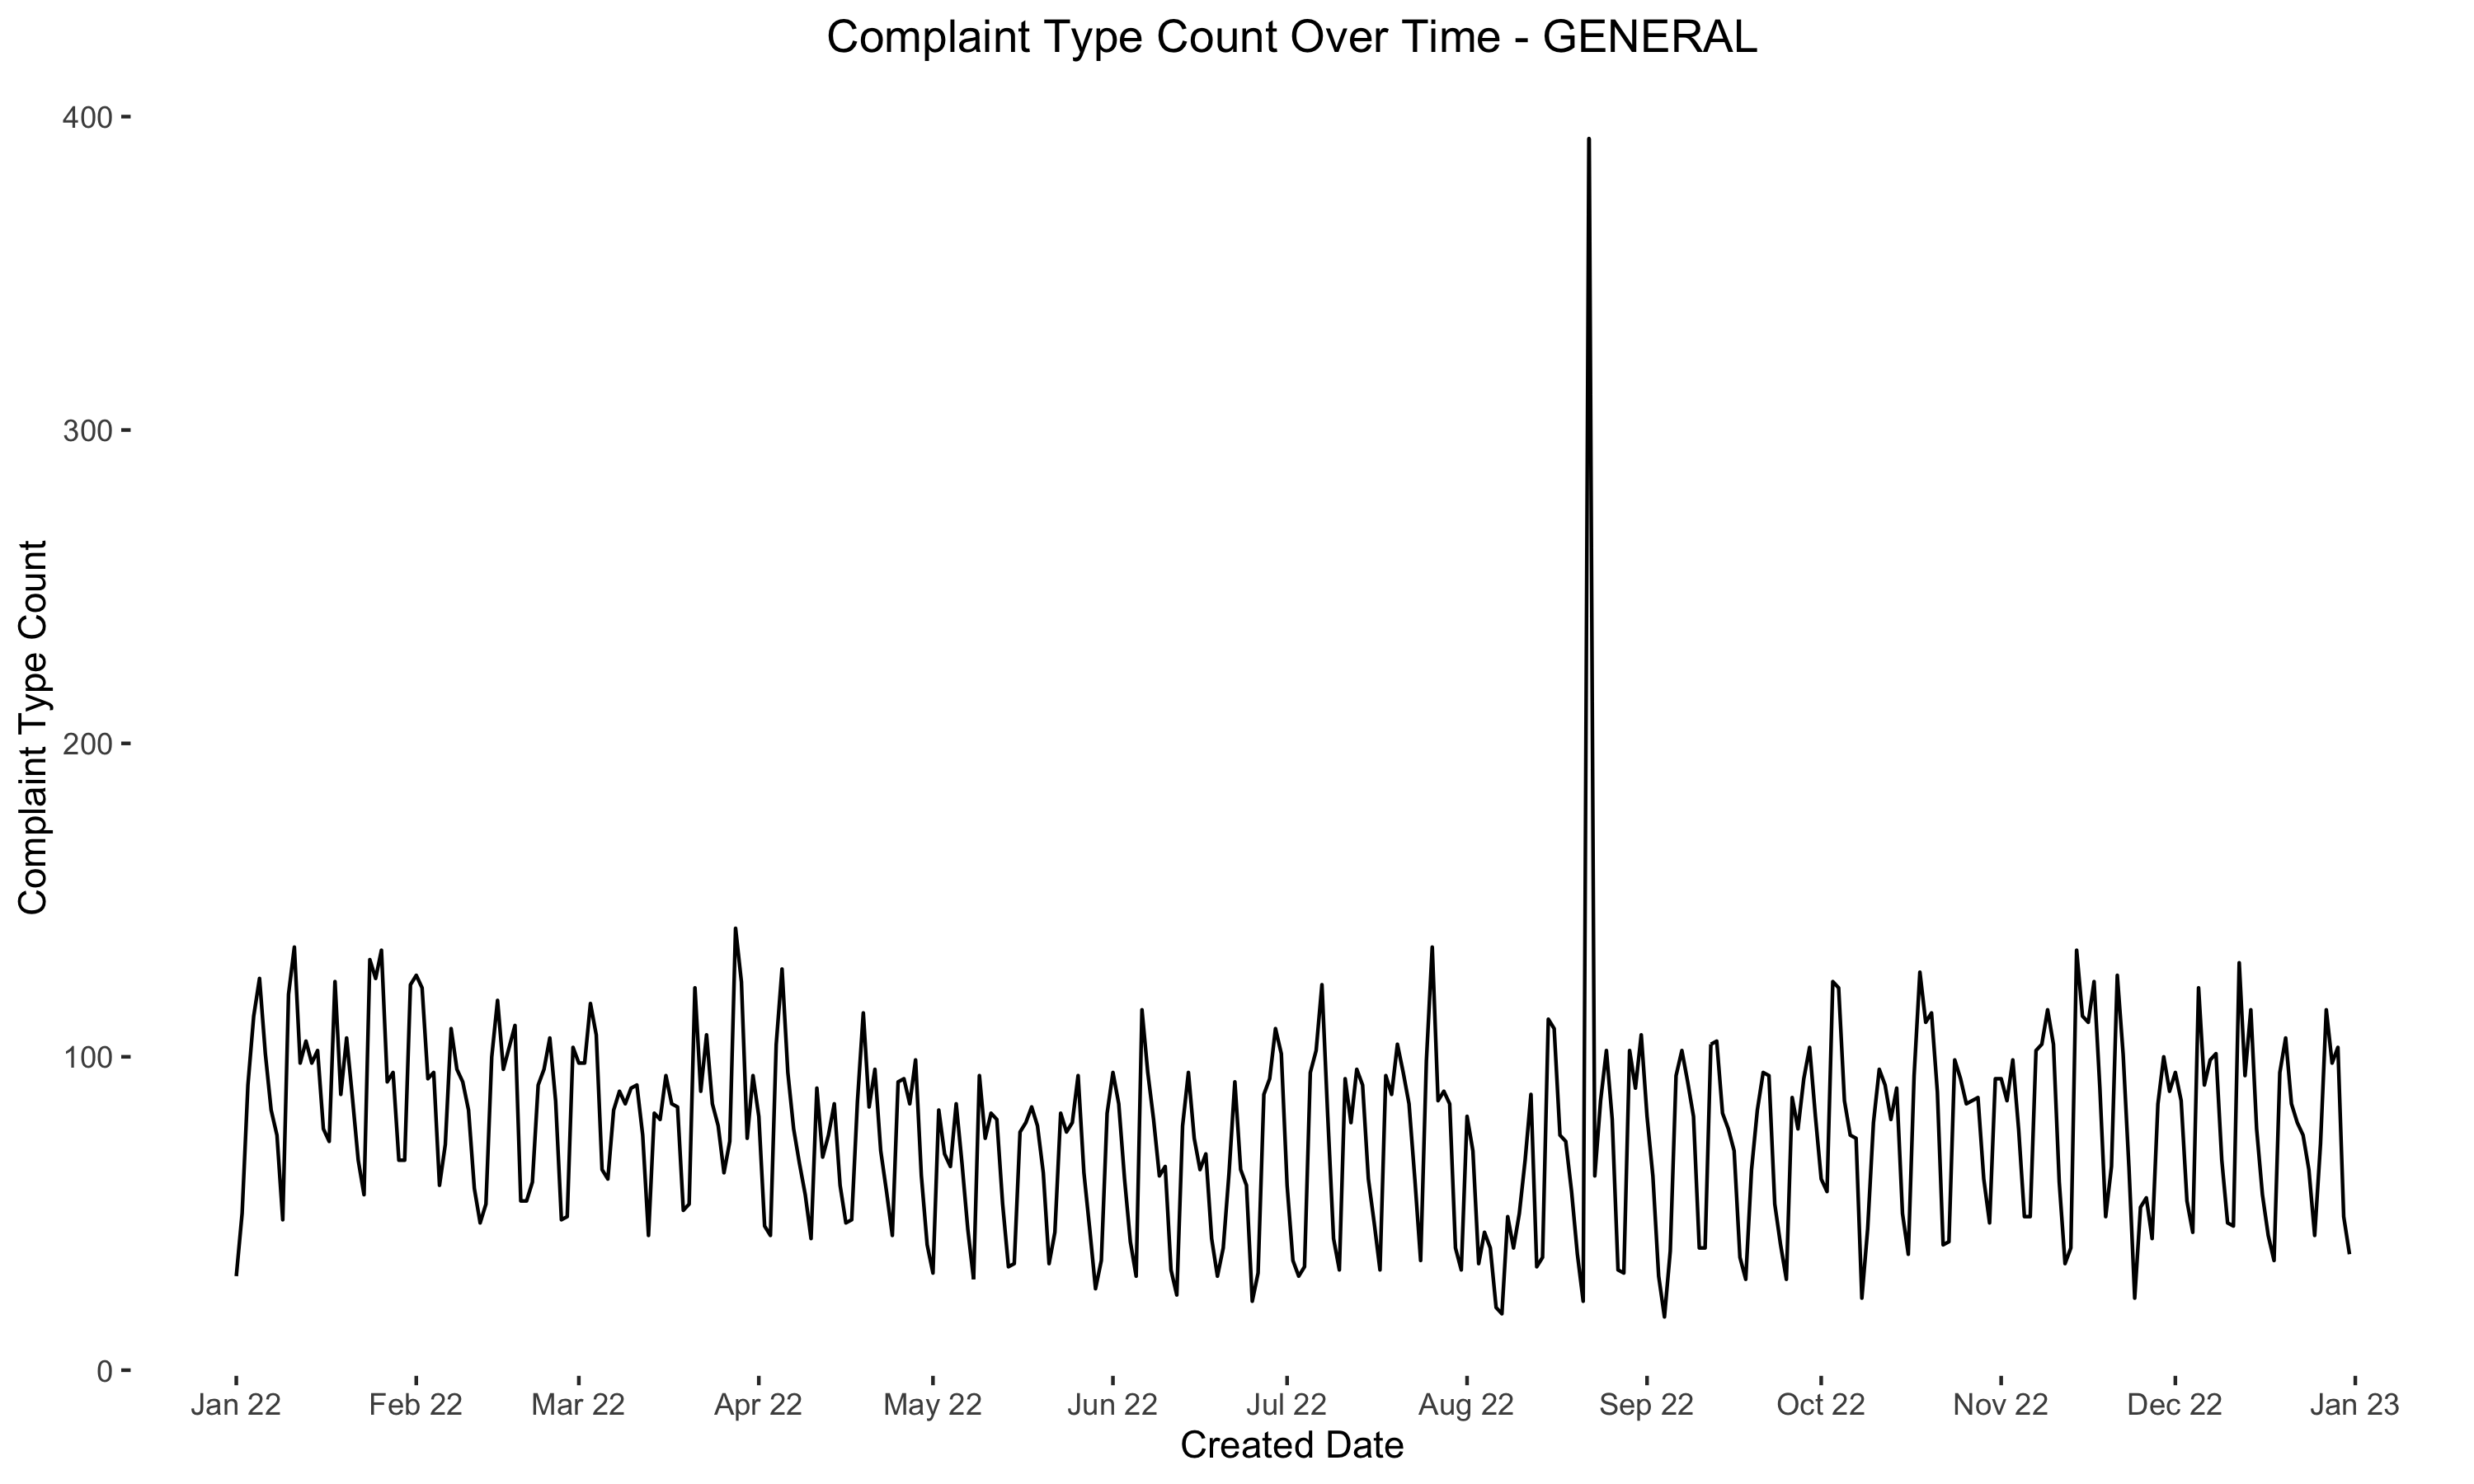 Complaint Type Count Over Time - GENERAL
Complaint Type Count
400
300
200
100
0
Jan 22 Feb 22 Mar 22 Apr 22 May 22 Jun 22 Jul 22 Aug 22 Sep 22 Oct 22 Nov 22 Dec 22 Jan 23
Created Date